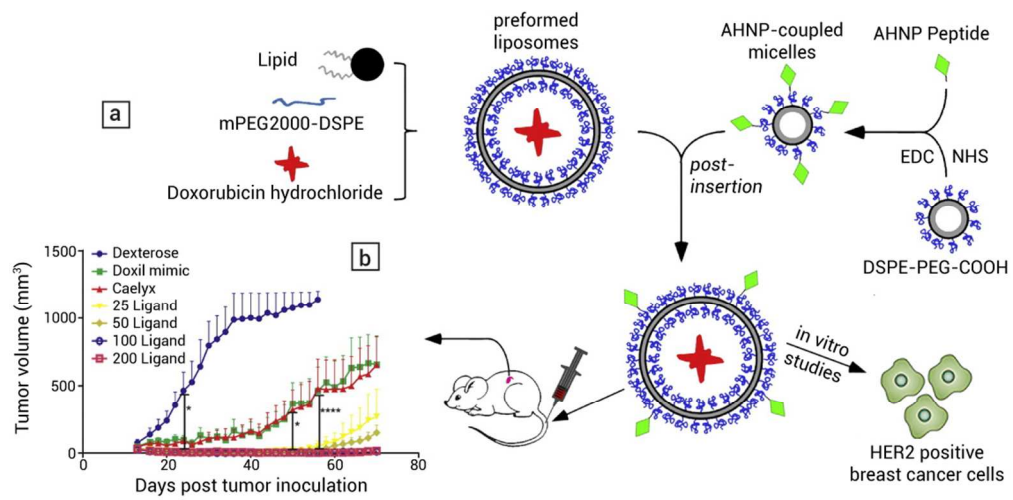 a
Lipid
mPEG2000-DSPE
Doxorubicin hydrochloride
preformed
liposomes
AHNP-coupled
micelles
AHNP Peptide
EDC NHS
DSPE-PEG-COOH
post-
insertion
b
Tumor volume (mm³)
1500
1000
500
0
Dexterose
Doxil mimic
Caelyx
25 Ligand
50 Ligand
100 Ligand
200 Ligand
*
*
****
0 20 40 60 80
Days post tumor inoculation
in vitro
studies
HER2 positive
breast cancer cells